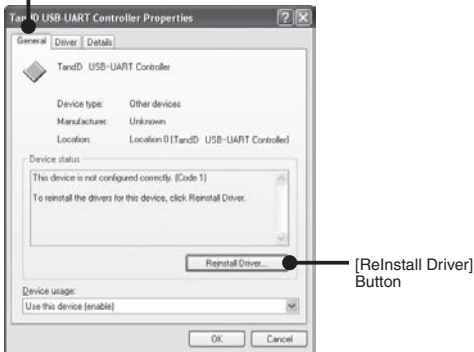 TandD USB-UART Controller Properties
General Driver Details
TandD USB-UART Controller
Device type: Other devices
Manufacturer: Unknown
Location: Location 0 (TandD USB-UART Controller)
Device status
This device is not configured correctly. (Code 1)
To reinstall the drivers for this device, click Reinstall Driver.
Reinstall Driver...
[ReInstall Driver]
Button
Device usage:
Use this device (enable)
OK Cancel